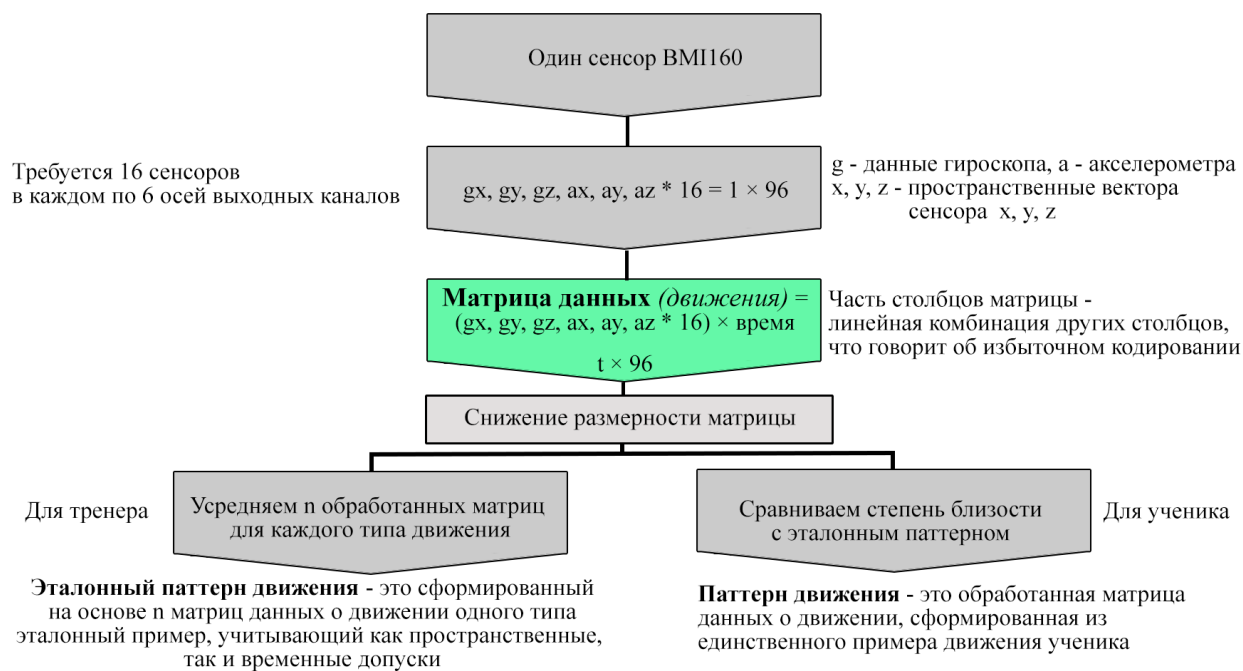 Один сенсор BMI160
Требуется 16 сенсоров
в каждом по 6 осей выходных каналов
gx, gy, gz, ax, ay, az * 16 = 1 × 96
g - данные гироскопа, a - акселерометра
x, y, z - пространственные вектора
сенсора x, y, z
Матрица данных (движения) =
(gx, gy, gz, ax, ay, az * 16) × время
t × 96
Часть столбцов матрицы -
линейная комбинация других столбцов,
что говорит об избыточном кодировании
Снижение размерности матрицы
Для тренера
Усредняем n обработанных матриц
для каждого типа движения
Сравниваем степень близости
с эталонным паттерном
Для ученика
Эталонный паттерн движения - это сформированный
на основе n матриц данных о движении одного типа
эталонный пример, учитывающий как пространственные,
так и временные допуски
Паттерн движения - это обработанная матрица
данных о движении, сформированная из
единственного примера движения ученика